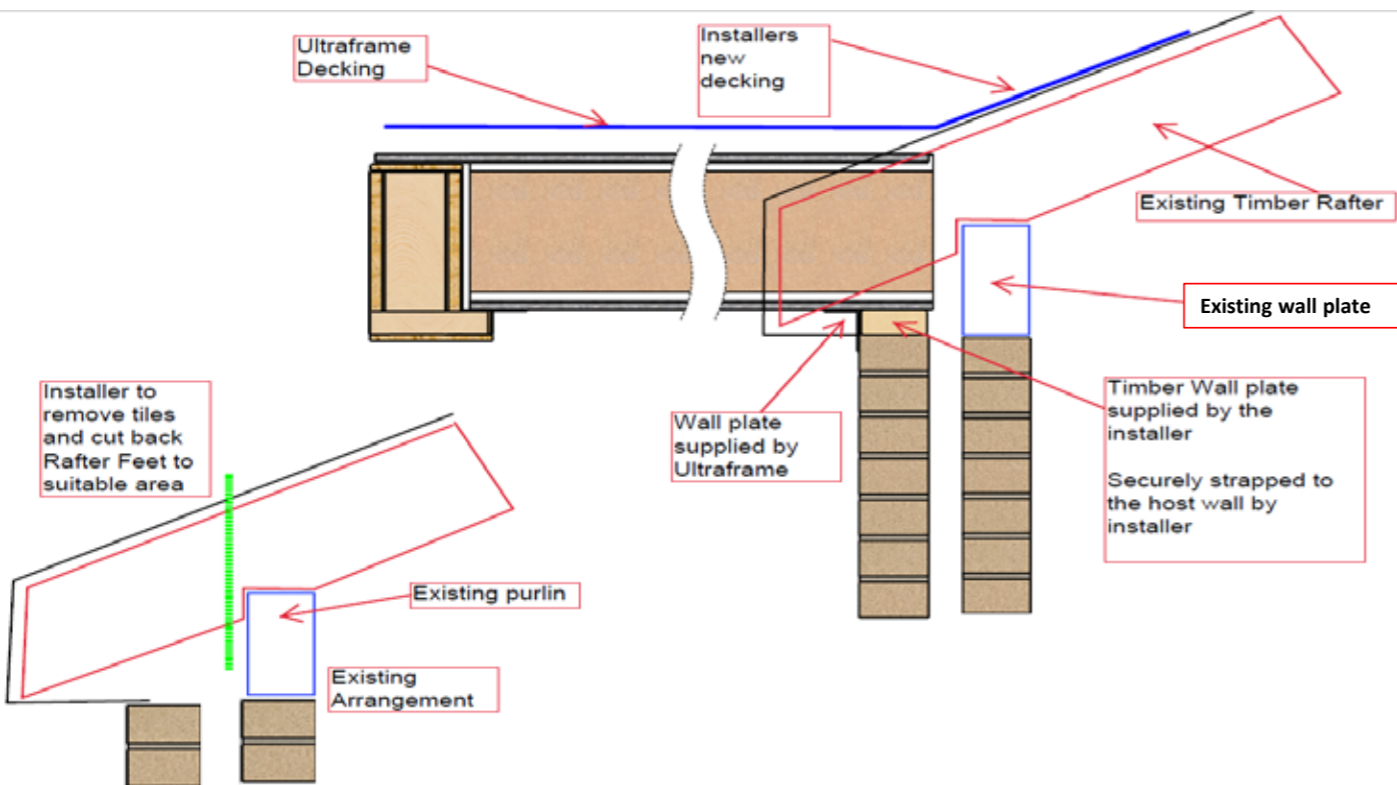 Ultraframe
Decking
Installers
new
decking
Existing Timber Rafter
Existing wall plate
Installer to
remove tiles
and cut back
Rafter Feet to
suitable area
Wall plate
supplied by
Ultraframe
Timber Wall plate
supplied by the
installer
Securely strapped to
the host wall by
installer
Existing purlin
Existing
Arrangement